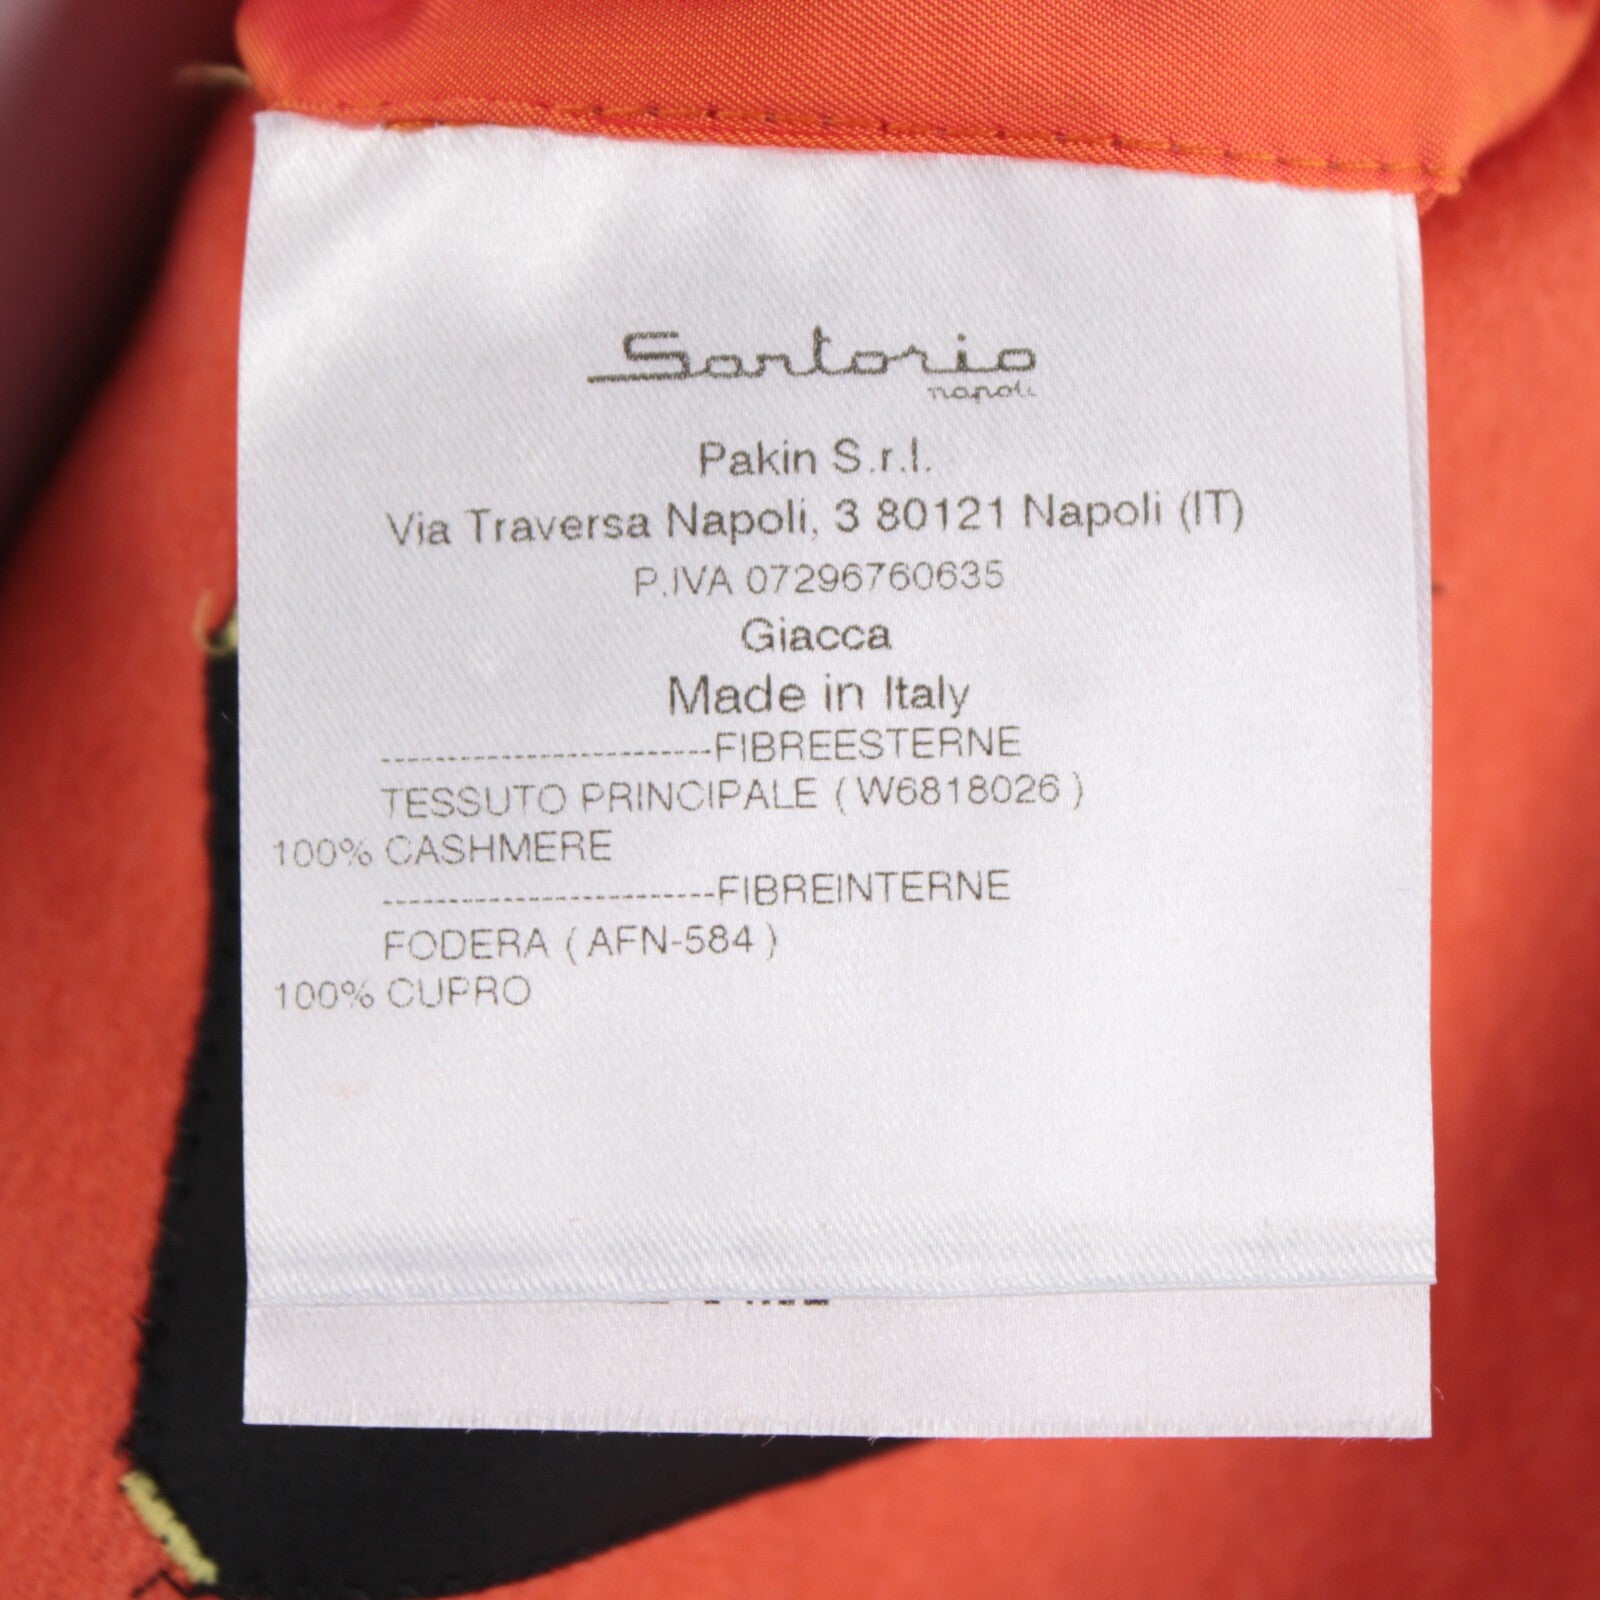 Sartorio
napoli
Pakin S.r.l.
Via Traversa Napoli, 3 80121 Napoli (IT)
P.IVA 07296760635
Giacca
Made in Italy
-------------------------FIBREESTERNE
TESSUTO PRINCIPALE ( W6818026 )
100% CASHMERE
-------------------------FIBREINTERNE
FODERA ( AFN-584 )
100% CUPRO